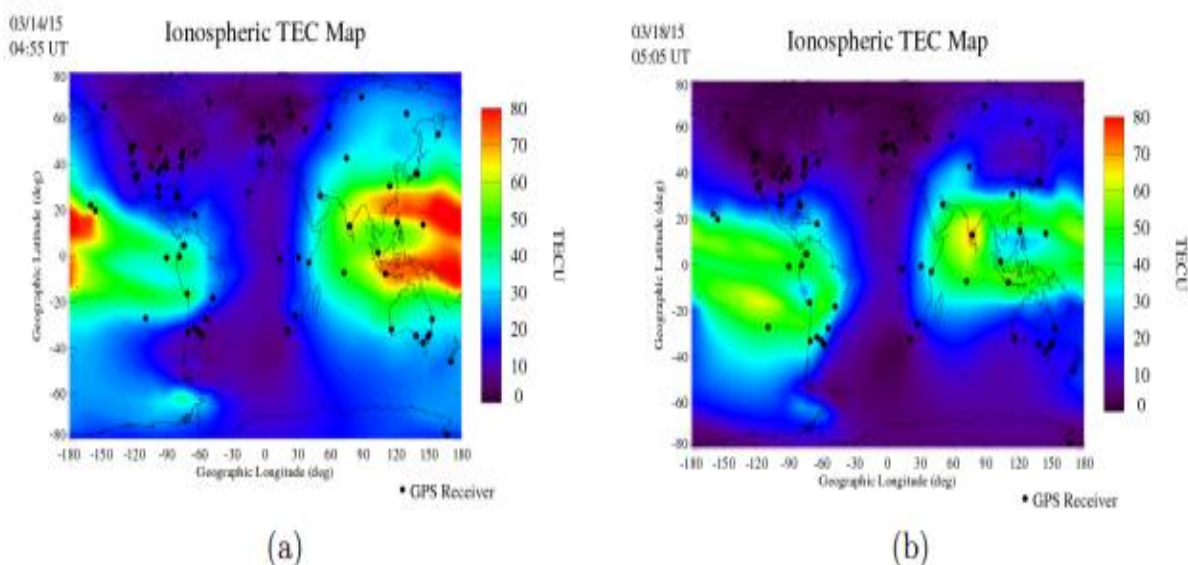 03/14/15
04:55 UT
Ionospheric TEC Map
80
60
40
20
0
-20
-40
-60
-80
Geographic Latitude (deg)
-180 -150 -120 -90 -60 -30 0 30 60 90 120 150 180
Geographic Longitude (deg)
80
70
60
50
40
30
20
10
0
TECU
• GPS Receiver
(a)
03/18/15
05:05 UT
Ionospheric TEC Map
80
60
40
20
0
-20
-40
-60
-80
Geographic Latitude (deg)
-180 -150 -120 -90 -60 -30 0 30 60 90 120 150 180
Geographic Longitude (deg)
80
70
60
50
40
30
20
10
0
TECU
• GPS Receiver
(b)